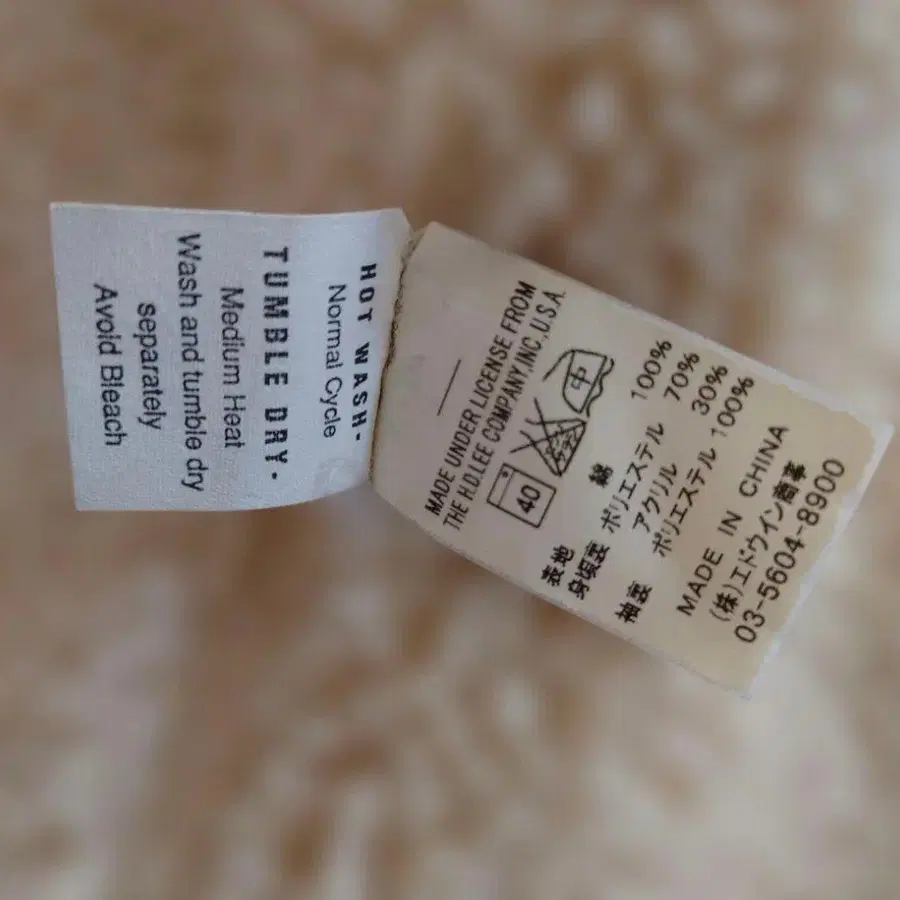 HOT WASH-
Normal Cycle
TUMBLE DRY.
Medium Heat
Wash and tumble dry
separately
Avoid Bleach
MADE UNDER LICENSE FROM
THE H.D.LEE COMPANY,INC,U.S.A.
40 中
表地 綿 100%
身頃裏 ポリエステル 70%
アクリル 30%
袖裏 ポリエステル 100%
MADE IN CHINA
(株)エドウイン商事
03-5604-8900